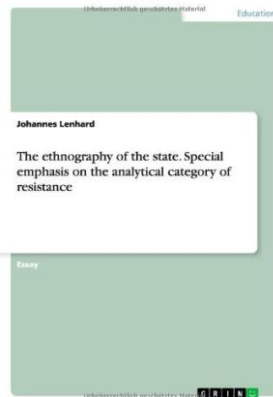 Urheberrechtlich geschütztes Material
Education
Johannes Lenhard
The ethnography of the state. Special
emphasis on the analytical category of
resistance
Essay
G R I N